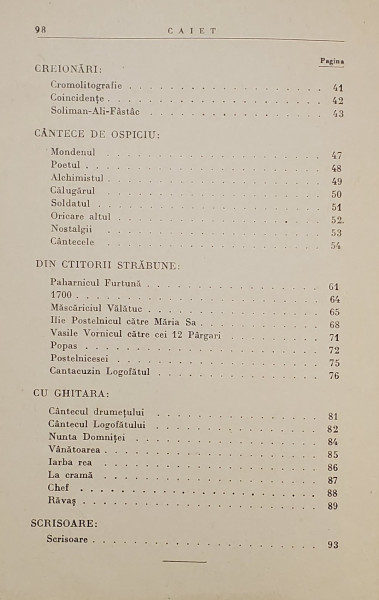 98 CAIET
Pagina
CREIONĂRI:
Cromolitografie . . . . . . . . . . . . . . . . 41
Coincidențe . . . . . . . . . . . . . . . . . 42
Soliman-Ali-Fâstâc . . . . . . . . . . . . . . 43
CÂNTECE DE OSPICIU:
Mondenul . . . . . . . . . . . . . . . . . 47
Poetul . . . . . . . . . . . . . . . . . . 48
Alchimistul . . . . . . . . . . . . . . . . . 49
Călugărul . . . . . . . . . . . . . . . . . 50
Soldatul . . . . . . . . . . . . . . . . . 51
Oricare altul . . . . . . . . . . . . . . . . 52
Nostalgii . . . . . . . . . . . . . . . . . 53
Cântecele . . . . . . . . . . . . . . . . . 54
DIN CTITORII STRĂBUNE:
Paharnicul Furtună . . . . . . . . . . . . . . 61
1700 . . . . . . . . . . . . . . . . . . . 64
Măscăriciul Vălătuc . . . . . . . . . . . . . . 65
Ilie Postelnicul către Măria Sa . . . . . . . . . . 68
Vasile Vornicul către cei 12 Pârgari . . . . . . . . 71
Popas . . . . . . . . . . . . . . . . . . 72
Postelnicesei . . . . . . . . . . . . . . . . 75
Cantacuzin Logofătul . . . . . . . . . . . . . 76
CU GHITARA:
Cântecul drumețului . . . . . . . . . . . . . 81
Cântecul Logofătului . . . . . . . . . . . . . 82
Nunta Domniței . . . . . . . . . . . . . . . 84
Vânătoarea . . . . . . . . . . . . . . . . . 85
Iarba rea . . . . . . . . . . . . . . . . . 86
La cramă . . . . . . . . . . . . . . . . . 87
Chef . . . . . . . . . . . . . . . . . . . 88
Răvaș . . . . . . . . . . . . . . . . . . 89
SCRISOARE:
Scrisoare . . . . . . . . . . . . . . . . . 93